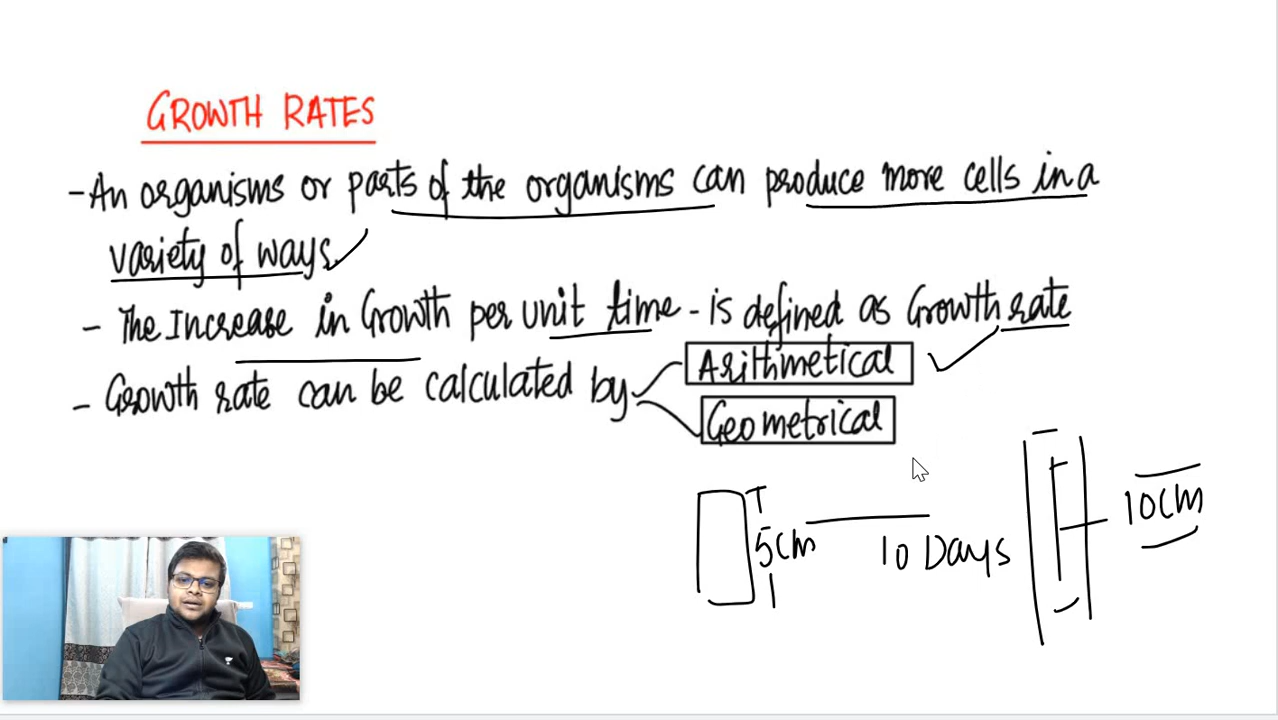 GROWTH RATES
- An organisms or parts of the organisms can produce more cells in a
variety of ways.
- The Increase in Growth per unit time - is defined as Growth rate
- Growth rate can be calculated by
Arithmetical
Geometrical
5cm
10 Days
10cm